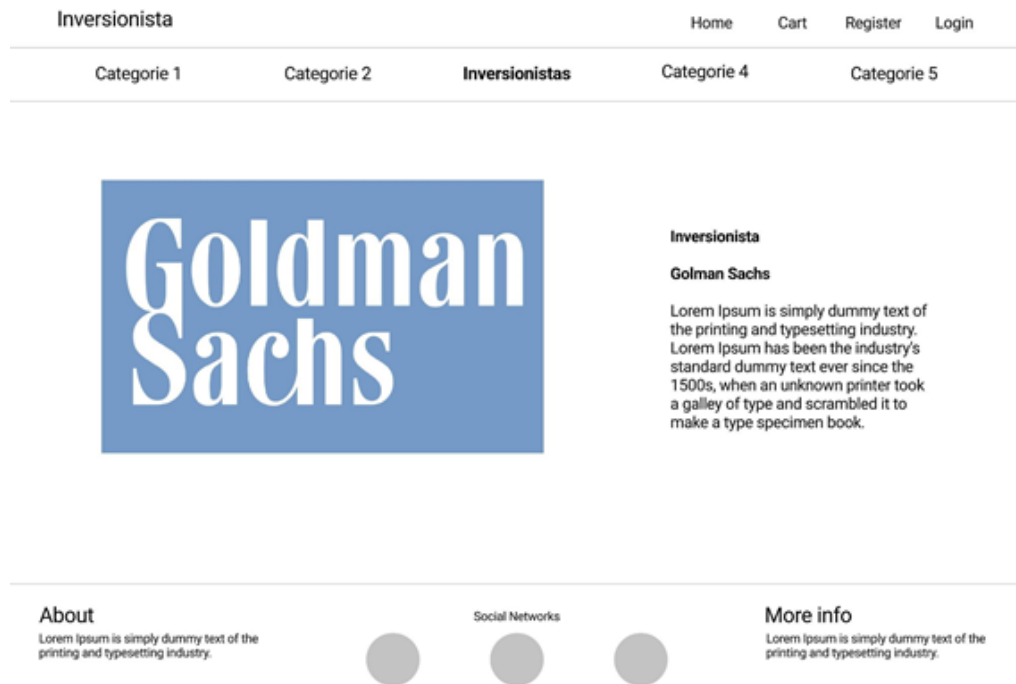 Inversionista
Home Cart Register Login
Categorie 1 Categorie 2 Inversionistas Categorie 4 Categorie 5
Goldman
Sachs
Inversionista
Golman Sachs
Lorem Ipsum is simply dummy text of
the printing and typesetting industry.
Lorem Ipsum has been the industry's
standard dummy text ever since the
1500s, when an unknown printer took
a galley of type and scrambled it to
make a type specimen book.
About
Lorem Ipsum is simply dummy text of the
printing and typesetting industry.
Social Networks
More info
Lorem Ipsum is simply dummy text of the
printing and typesetting industry.